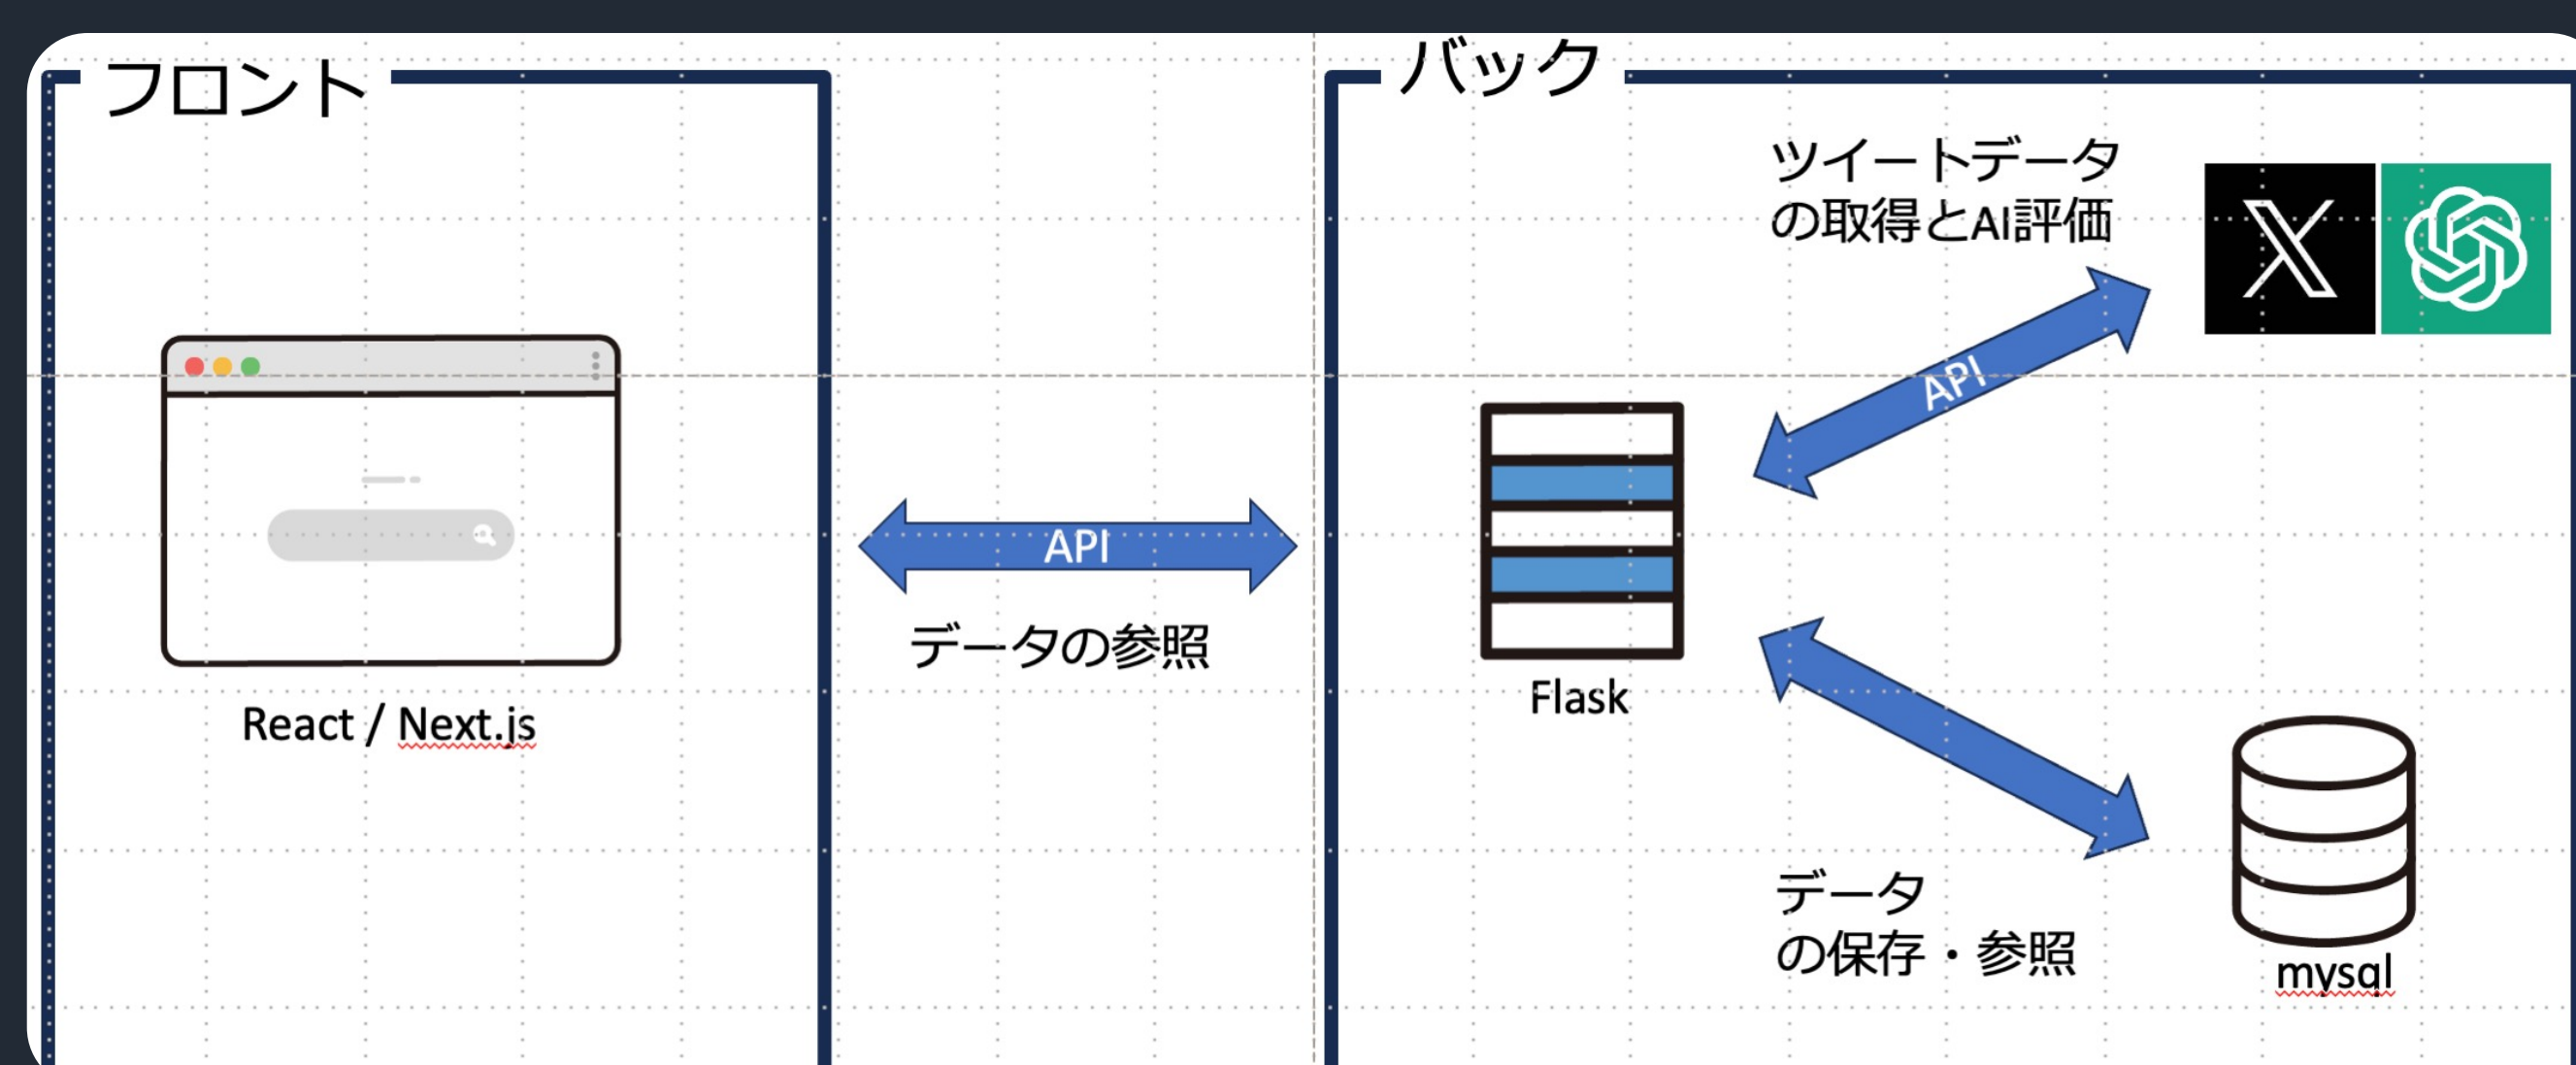 フロント
バック
ツイートデータ
の取得とAI評価
API
API
データの参照
React / Next.js
Flask
データ
の保存・参照
mysql